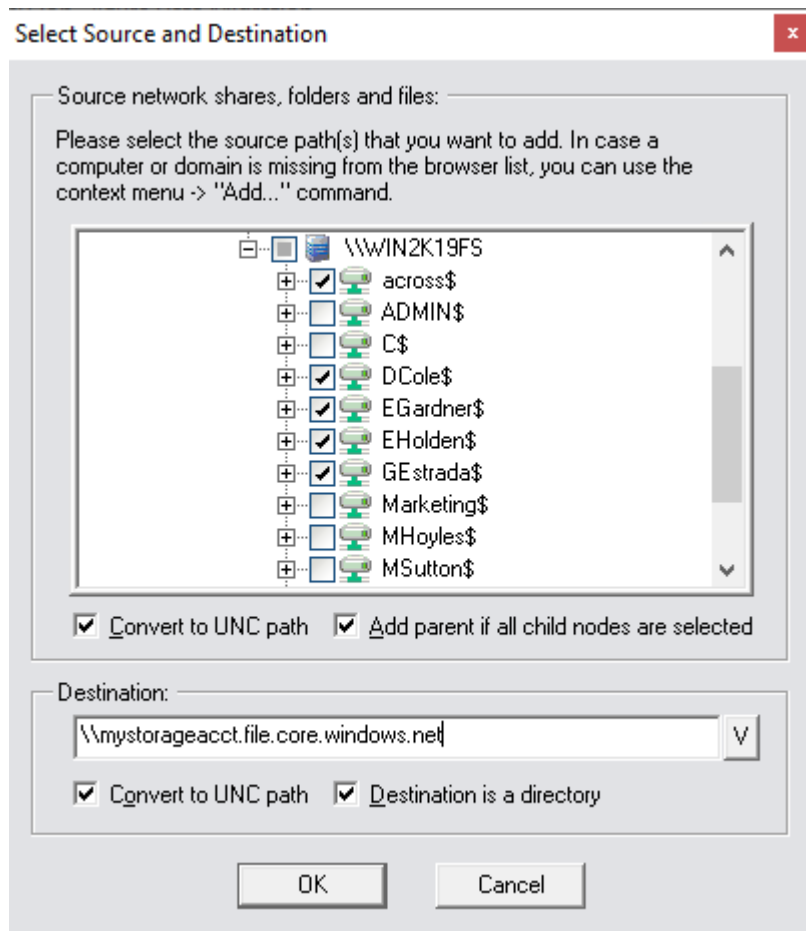 Select Source and Destination
x
Source network shares, folders and files:
Please select the source path(s) that you want to add. In case a
computer or domain is missing from the browser list, you can use the
context menu -> "Add..." command.
\\WIN2K19FS
across$
ADMIN$
C$
DCole$
EGardner$
EHolden$
GEstrada$
Marketing$
MHoyles$
MSutton$
Convert to UNC path Add parent if all child nodes are selected
Destination:
\\mystorageacct.file.core.windows.net V
Convert to UNC path Destination is a directory
OK Cancel